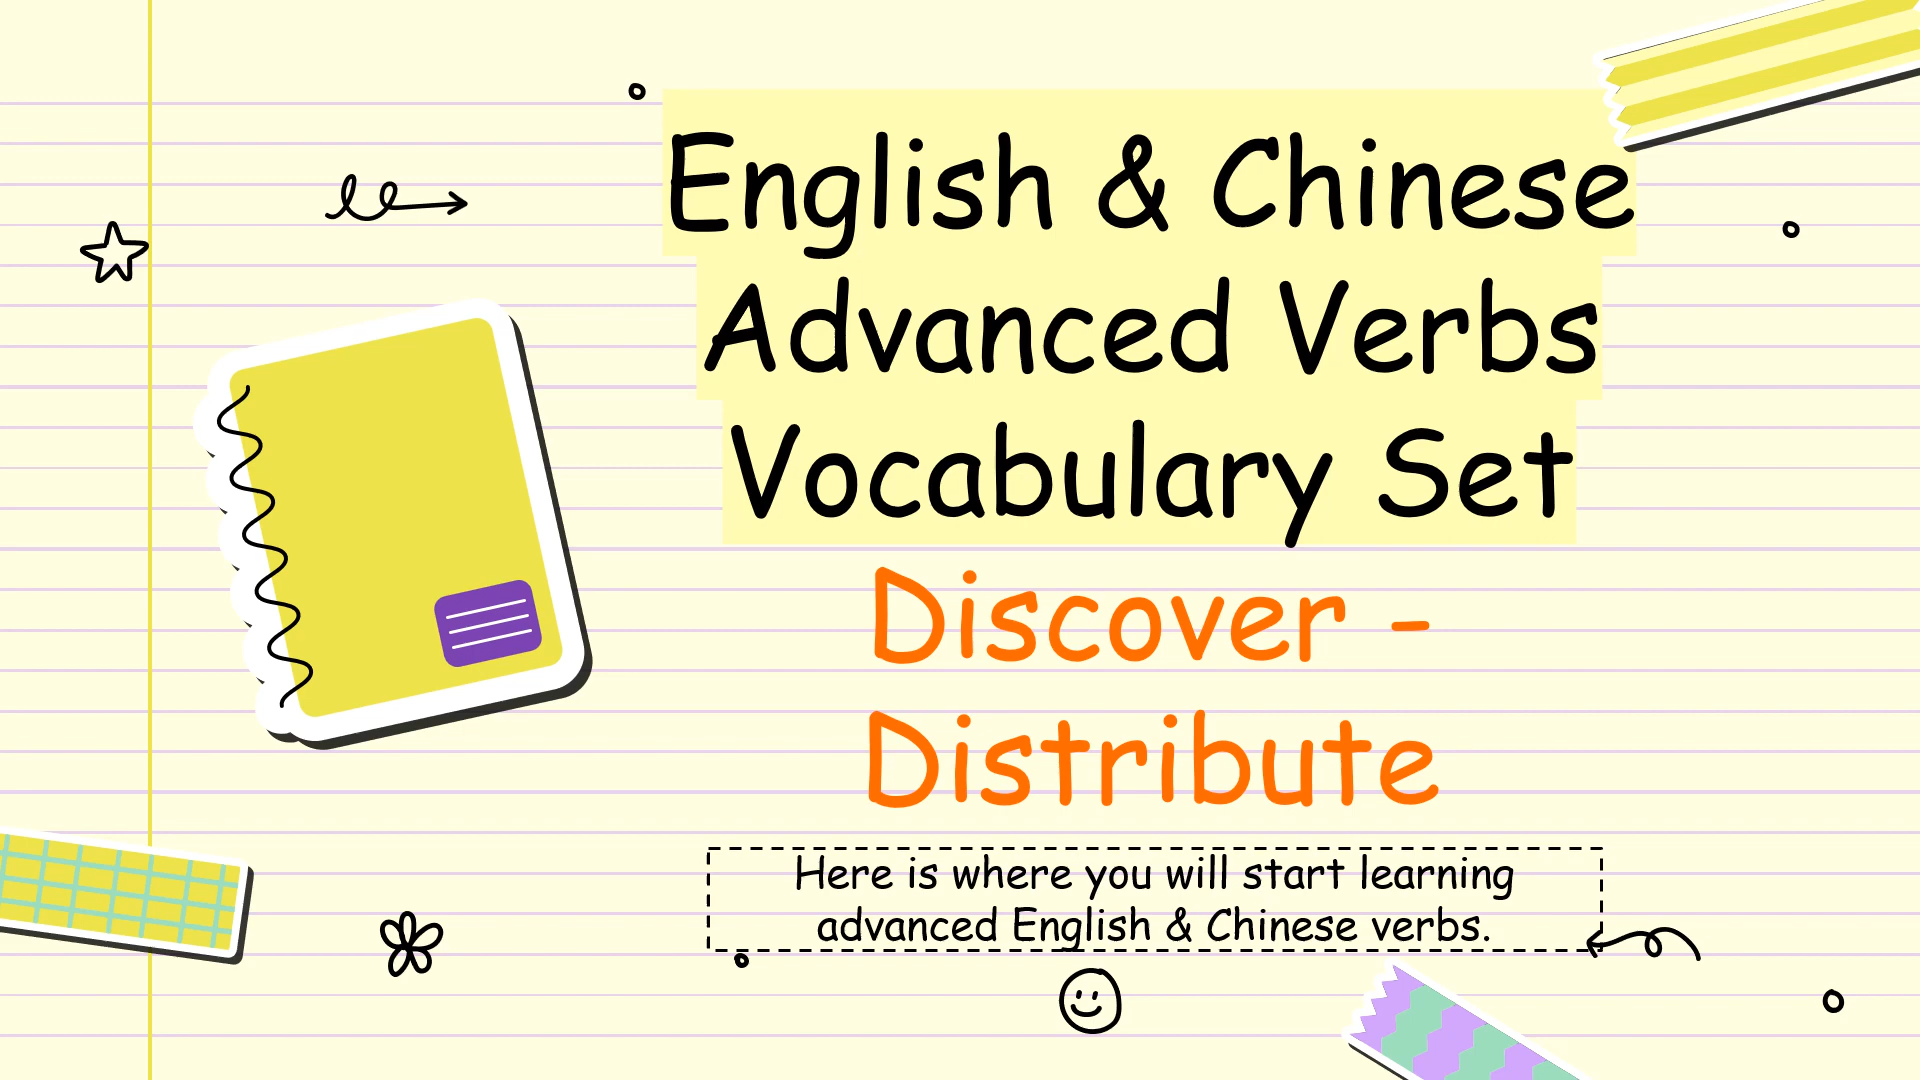 English & Chinese
Advanced Verbs
Vocabulary Set
Discover -
Distribute
Here is where you will start learning
advanced English & Chinese verbs.